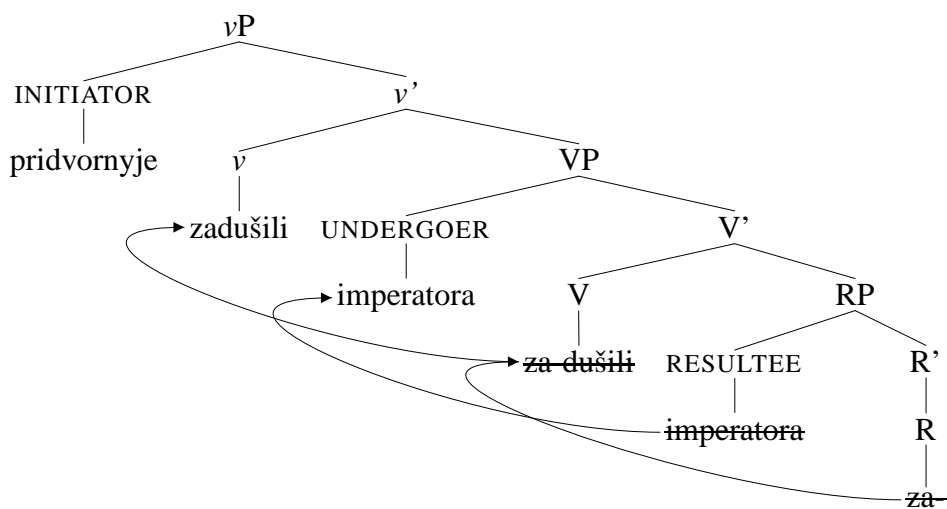 vP
INITIATOR
v'
pridvornyje
v
VP
zadušili
UNDERGOER
V'
imperatora
V
RP
za-dušili
RESULTEE
R'
imperatora
R
za-